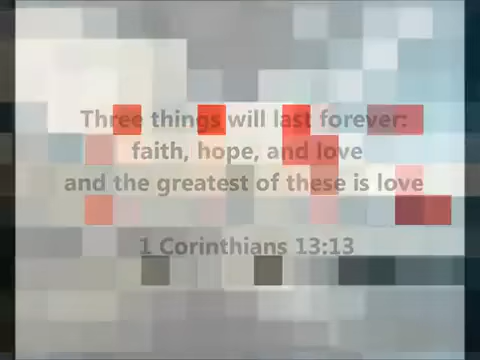 Three things will last forever:
faith, hope, and love
and the greatest of these is love
1 Corinthians 13:13